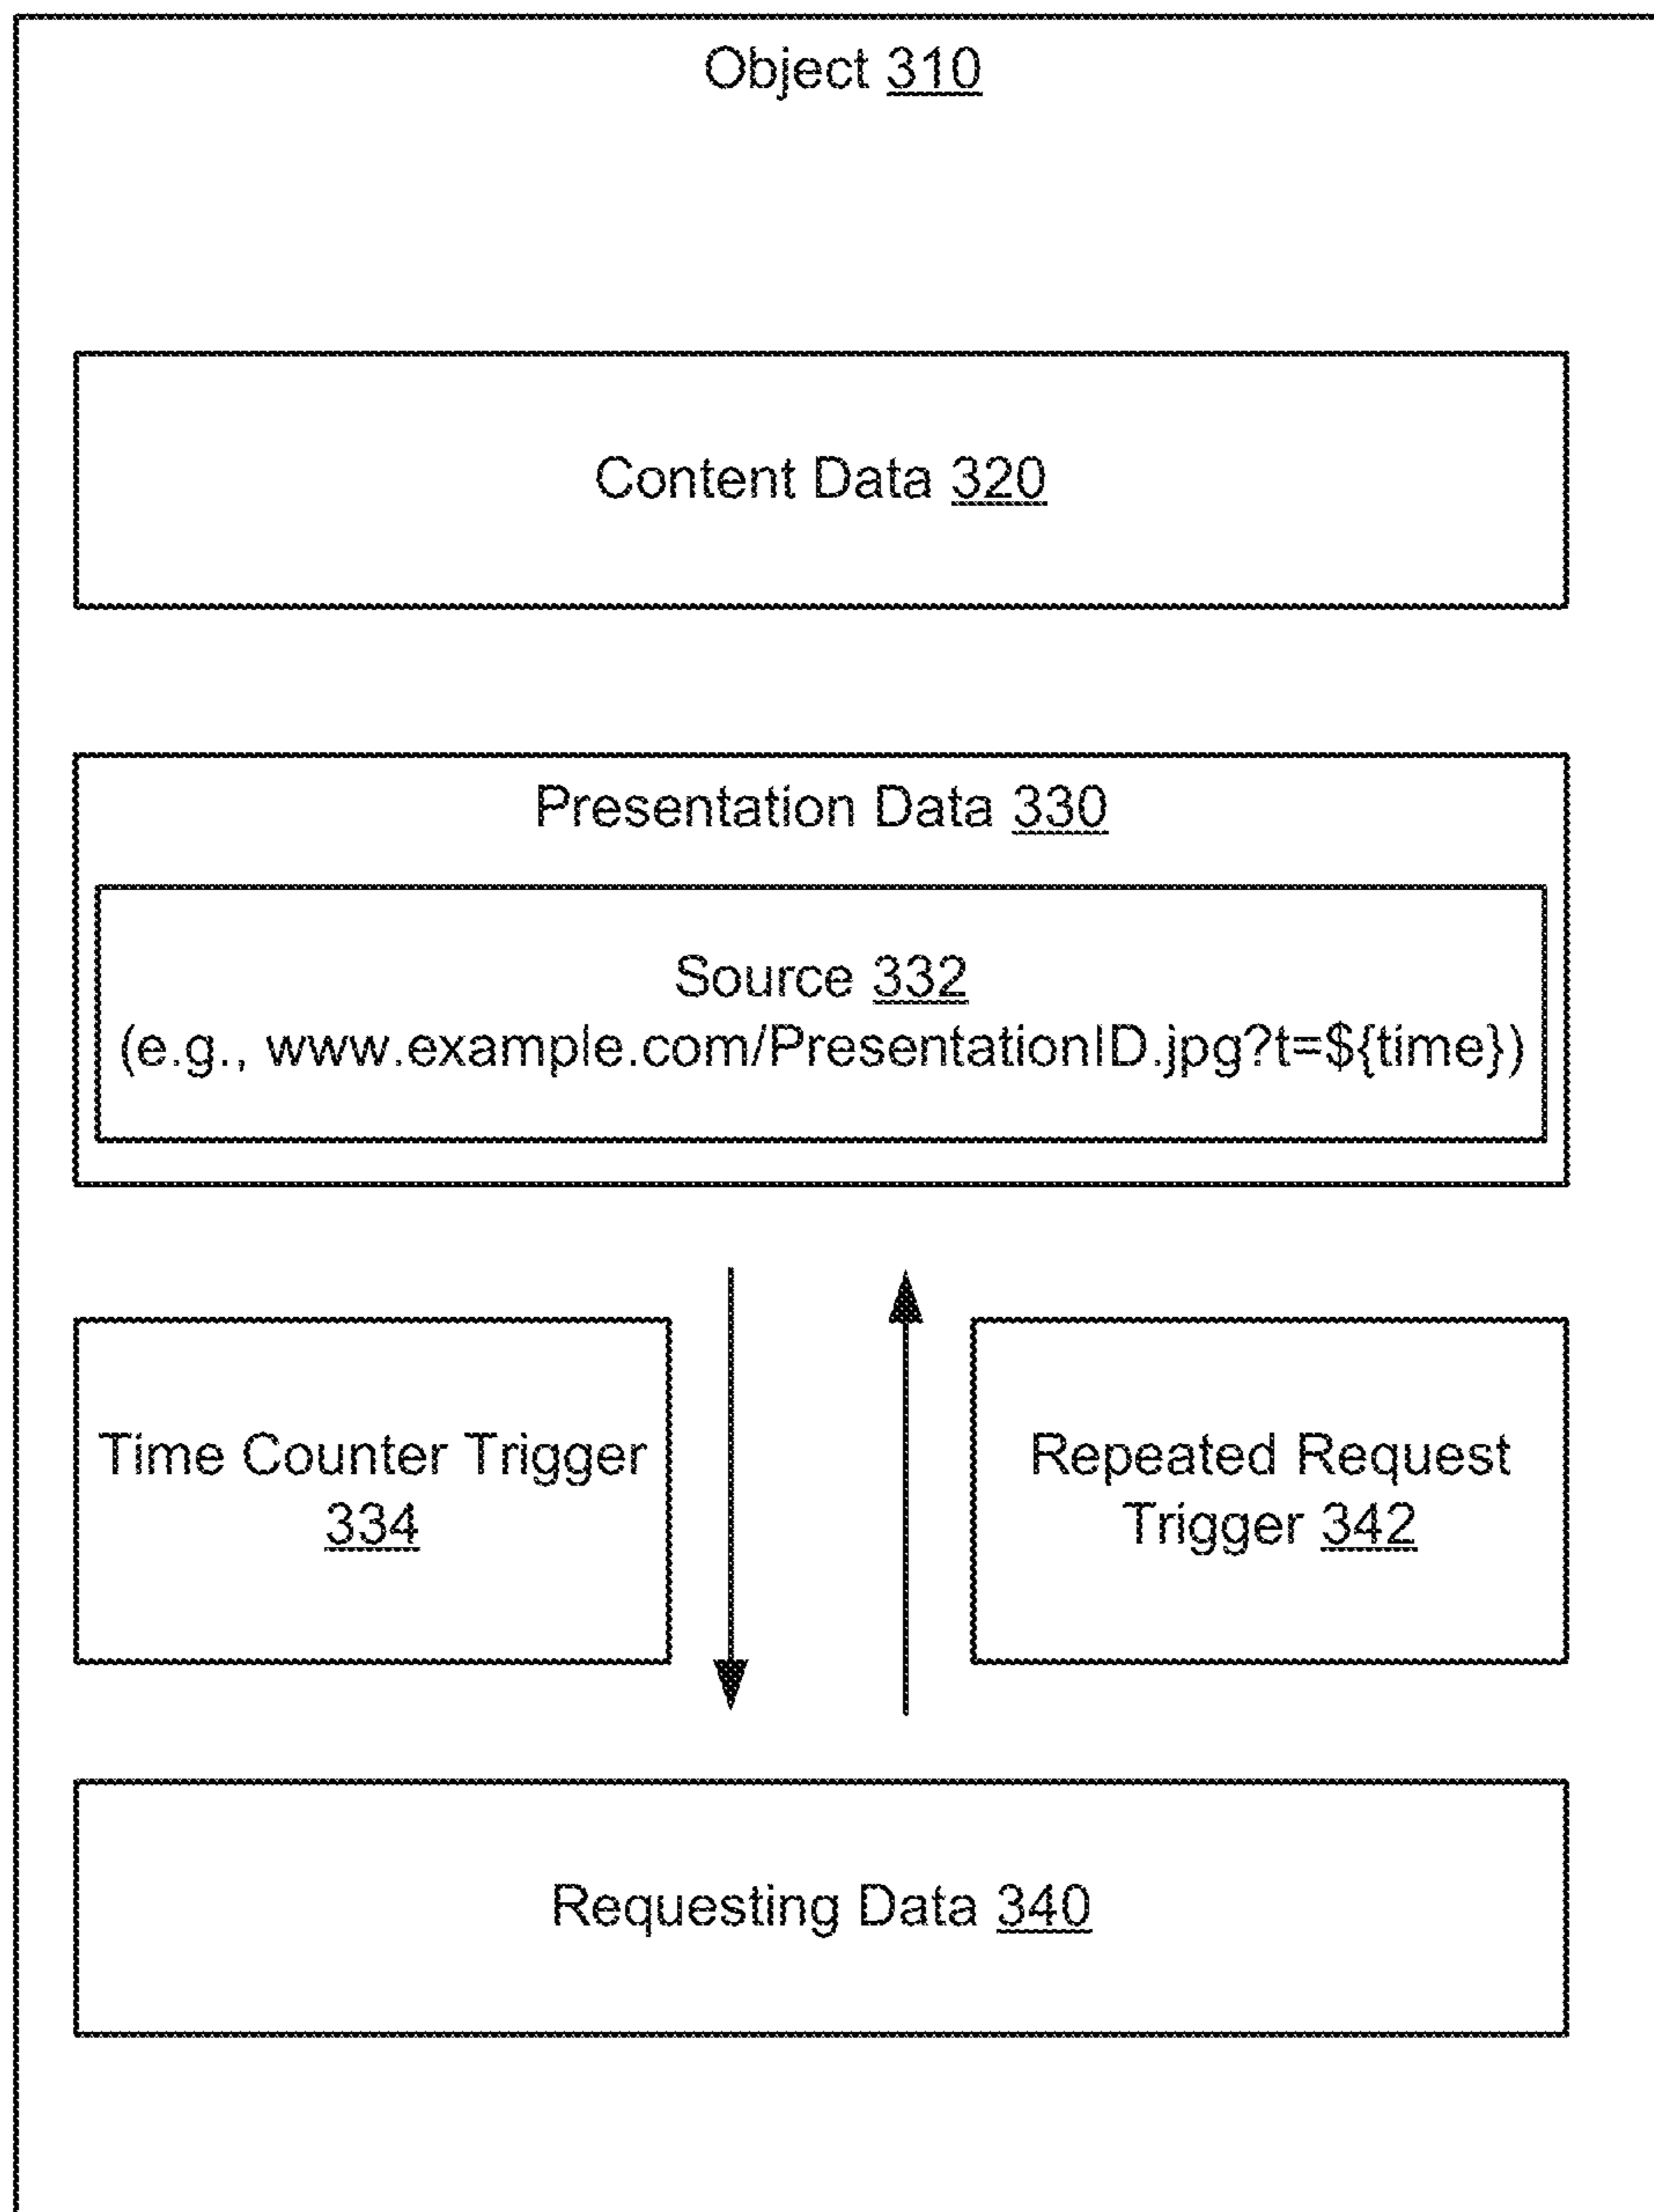 Object 310
Content Data 320
Presentation Data 330
Source 332
(e.g., www.example.com/PresentationID.jpg?t=${time})
Time Counter Trigger
334
Repeated Request
Trigger 342
Requesting Data 340